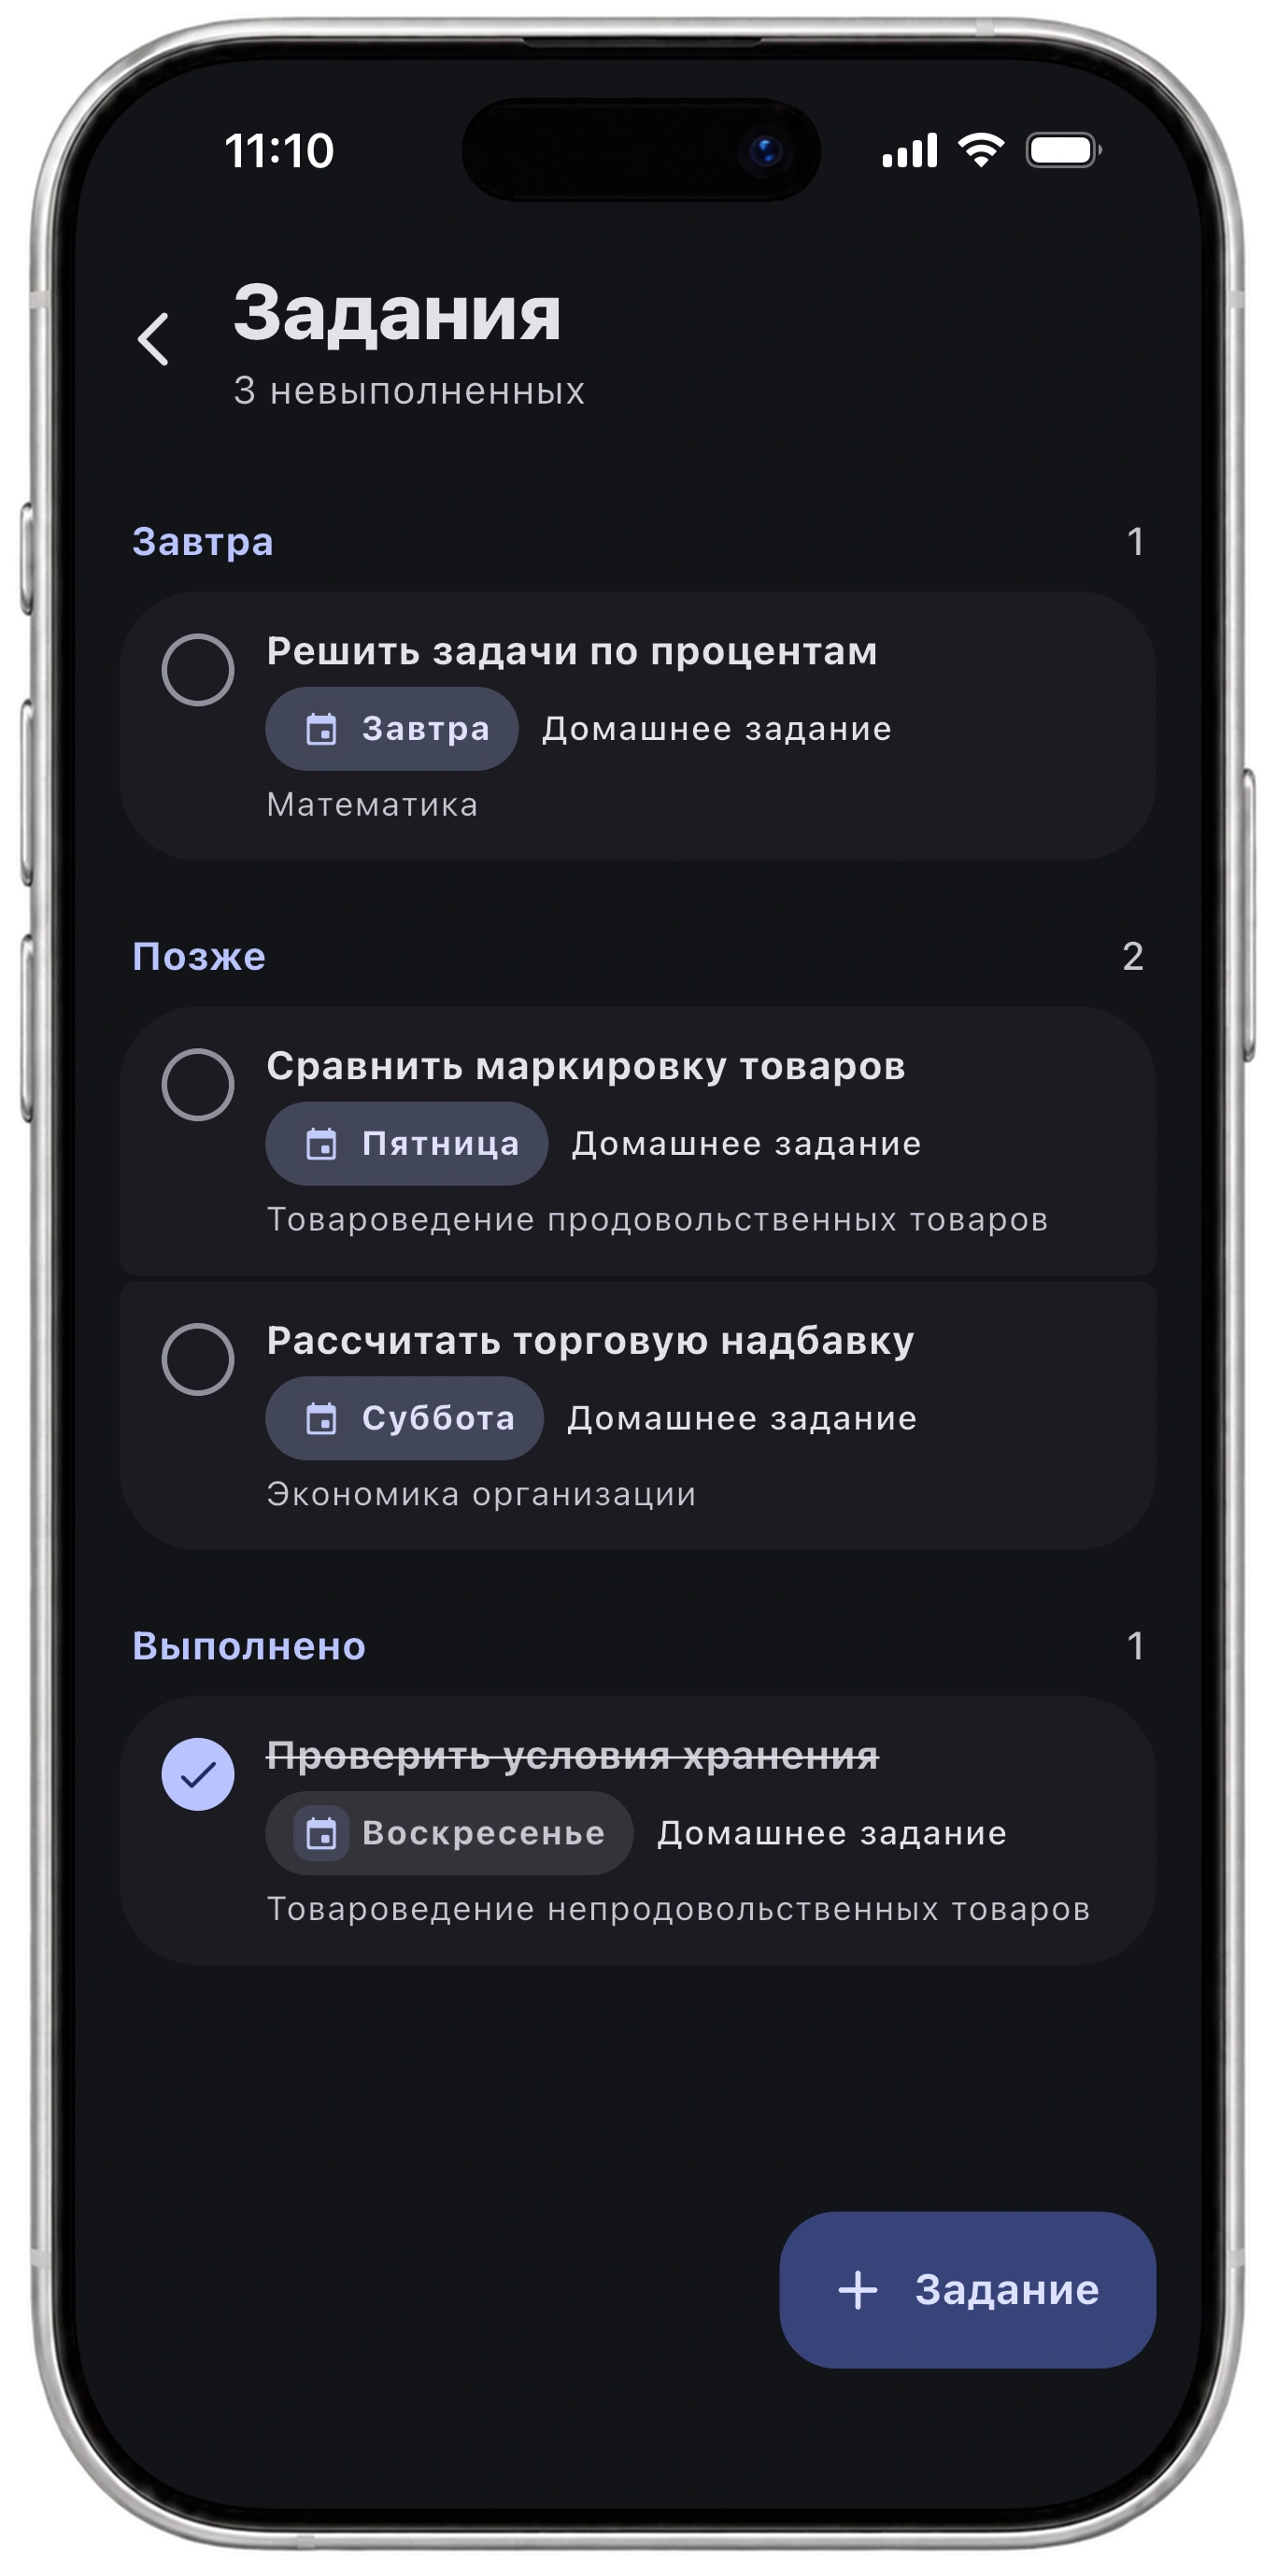 11:10
Задания
3 невыполненных
Завтра 1
Решить задачи по процентам
Завтра Домашнее задание
Математика
Позже 2
Сравнить маркировку товаров
Пятница Домашнее задание
Товароведение продовольственных товаров
Рассчитать торговую надбавку
Суббота Домашнее задание
Экономика организации
Выполнено 1
Проверить условия хранения
Воскресенье Домашнее задание
Товароведение непродовольственных товаров
+ Задание